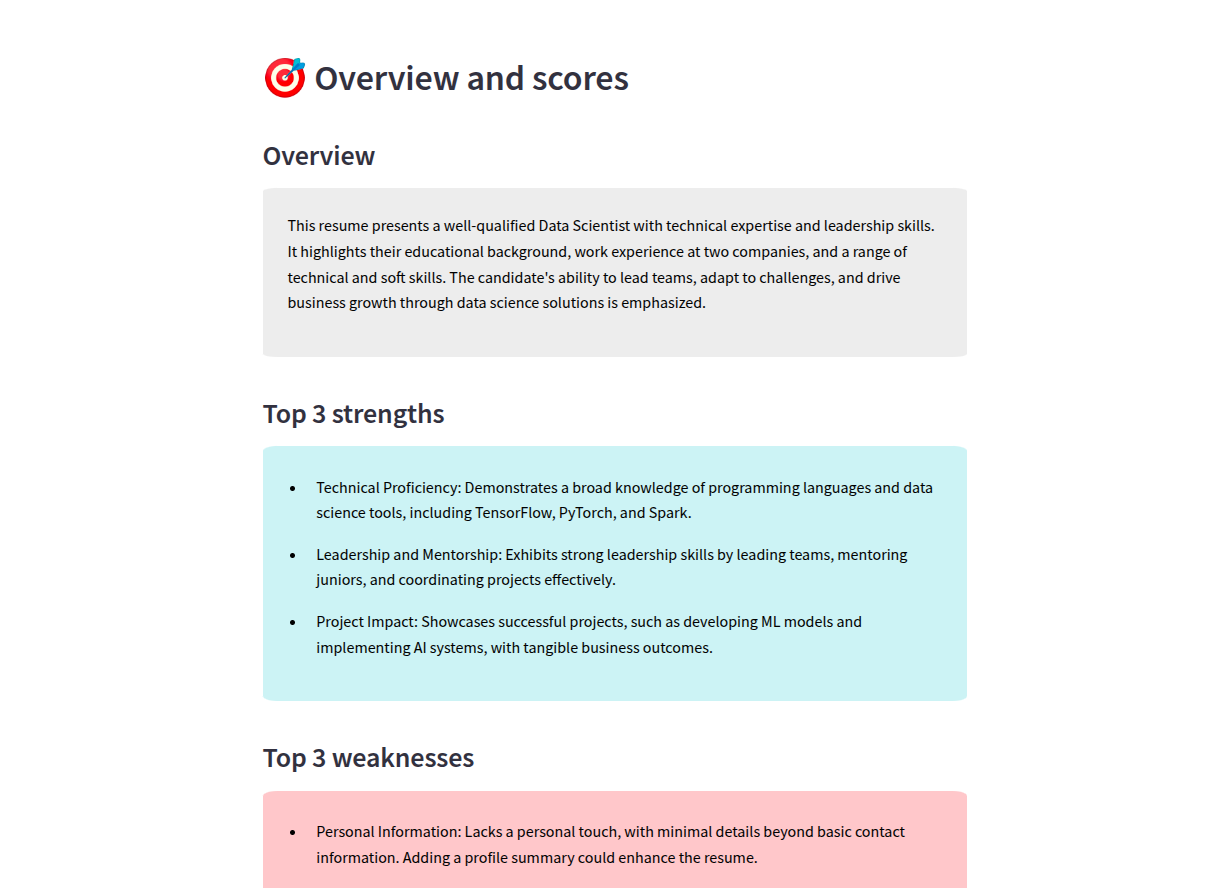 Overview and scores
Overview
This resume presents a well-qualified Data Scientist with technical expertise and leadership skills.
It highlights their educational background, work experience at two companies, and a range of
technical and soft skills. The candidate's ability to lead teams, adapt to challenges, and drive
business growth through data science solutions is emphasized.
Top 3 strengths
• Technical Proficiency: Demonstrates a broad knowledge of programming languages and data
science tools, including TensorFlow, PyTorch, and Spark.
• Leadership and Mentorship: Exhibits strong leadership skills by leading teams, mentoring
juniors, and coordinating projects effectively.
• Project Impact: Showcases successful projects, such as developing ML models and
implementing AI systems, with tangible business outcomes.
Top 3 weaknesses
• Personal Information: Lacks a personal touch, with minimal details beyond basic contact
information. Adding a profile summary could enhance the resume.